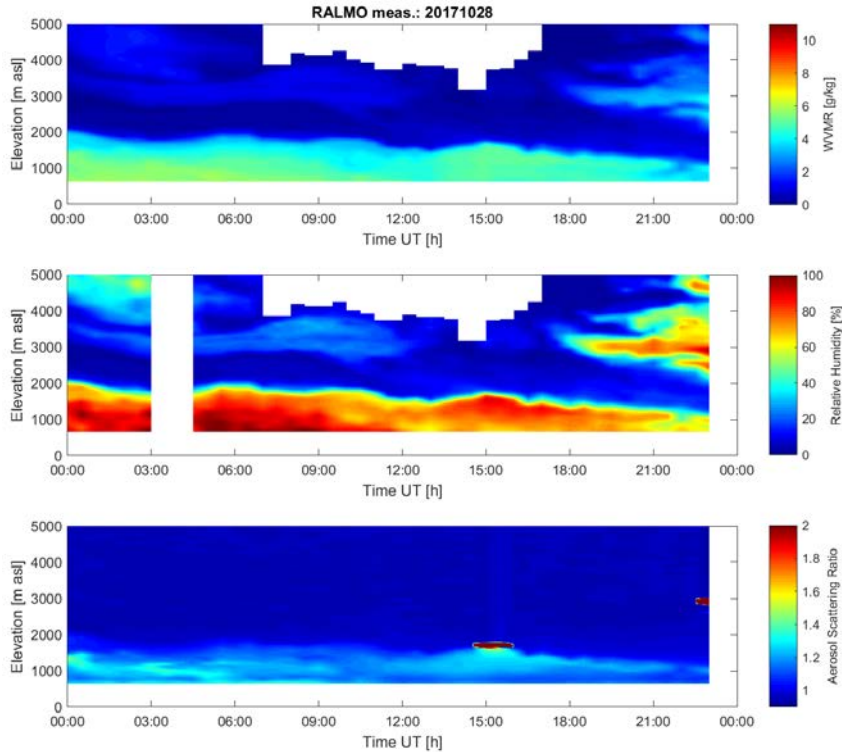 RALMO meas.: 20171028
5000
4000
3000
2000
1000
0
Elevation [m asl]
00:00 03:00 06:00 09:00 12:00 15:00 18:00 21:00 00:00
Time UT [h]
10
8
6
4
2
0
WVMR [g/kg]
5000
4000
3000
2000
1000
0
Elevation [m asl]
00:00 03:00 06:00 09:00 12:00 15:00 18:00 21:00 00:00
Time UT [h]
100
80
60
40
20
0
Relative Humidity [%]
5000
4000
3000
2000
1000
0
Elevation [m asl]
00:00 03:00 06:00 09:00 12:00 15:00 18:00 21:00 00:00
Time UT [h]
2
1.8
1.6
1.4
1.2
1
Aerosol Scattering Ratio